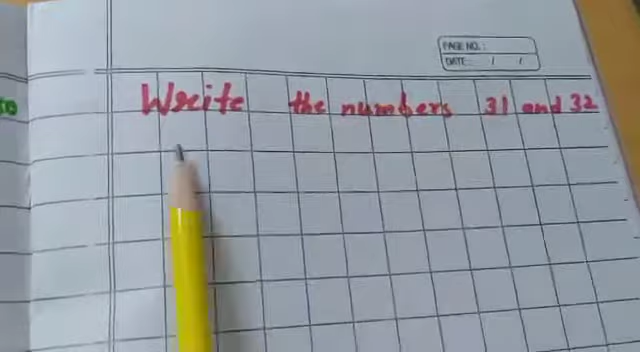 PAGE NO.:
DATE: / /
Write the numbers 31 and 32